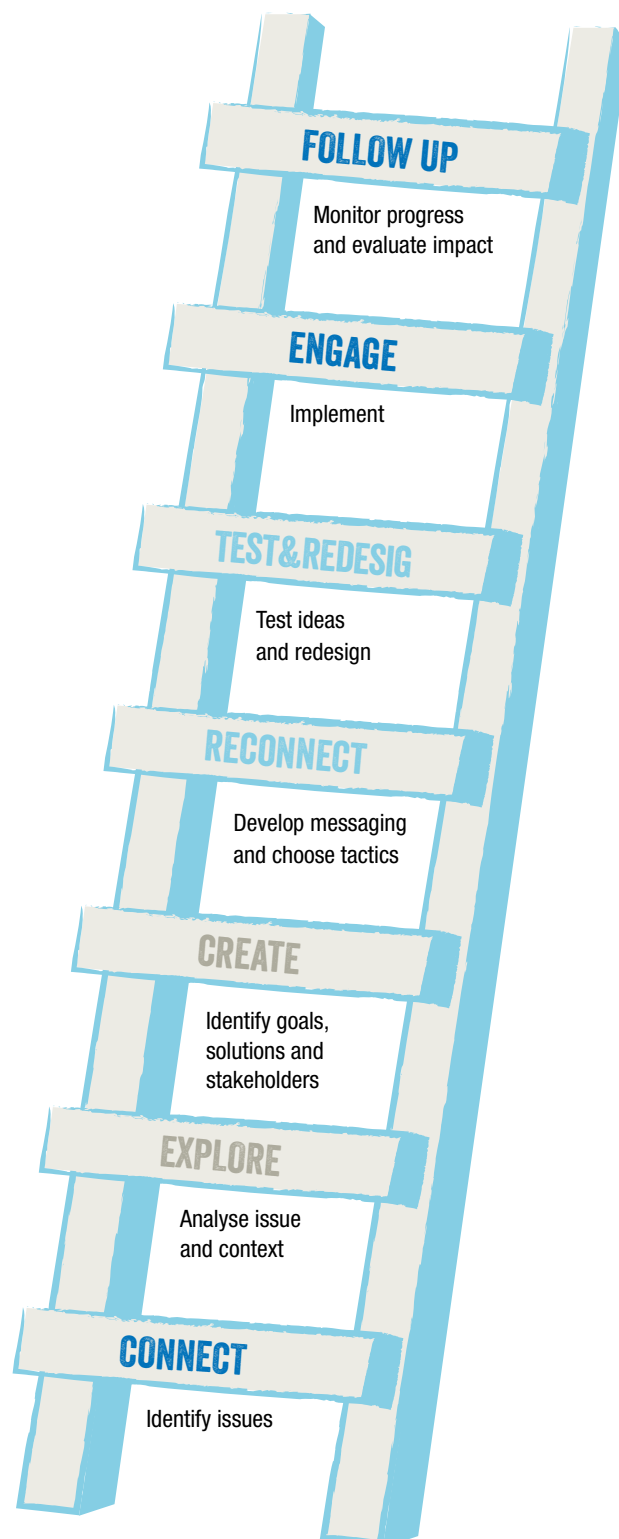 FOLLOW UP
Monitor progress
and evaluate impact
ENGAGE
Implement
TEST&REDESIG
Test ideas
and redesign
RECONNECT
Develop messaging
and choose tactics
CREATE
Identify goals,
solutions and
stakeholders
EXPLORE
Analyse issue
and context
CONNECT
Identify issues